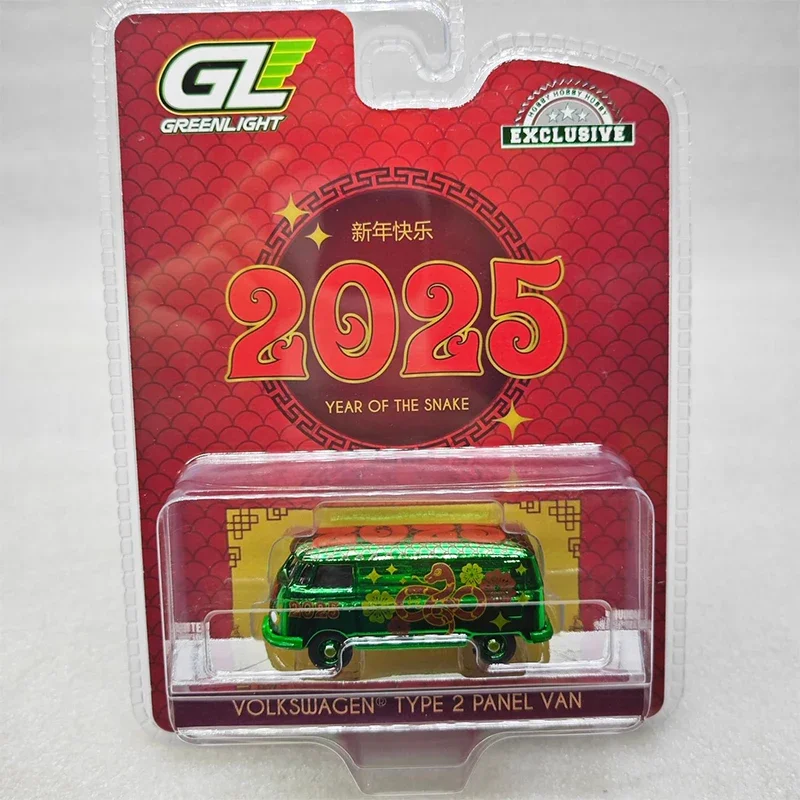 GL
GREENLIGHT
HOBBY HOBBY HOBBY
EXCLUSIVE
新年快乐
2025
YEAR OF THE SNAKE
2025
VOLKSWAGEN® TYPE 2 PANEL VAN